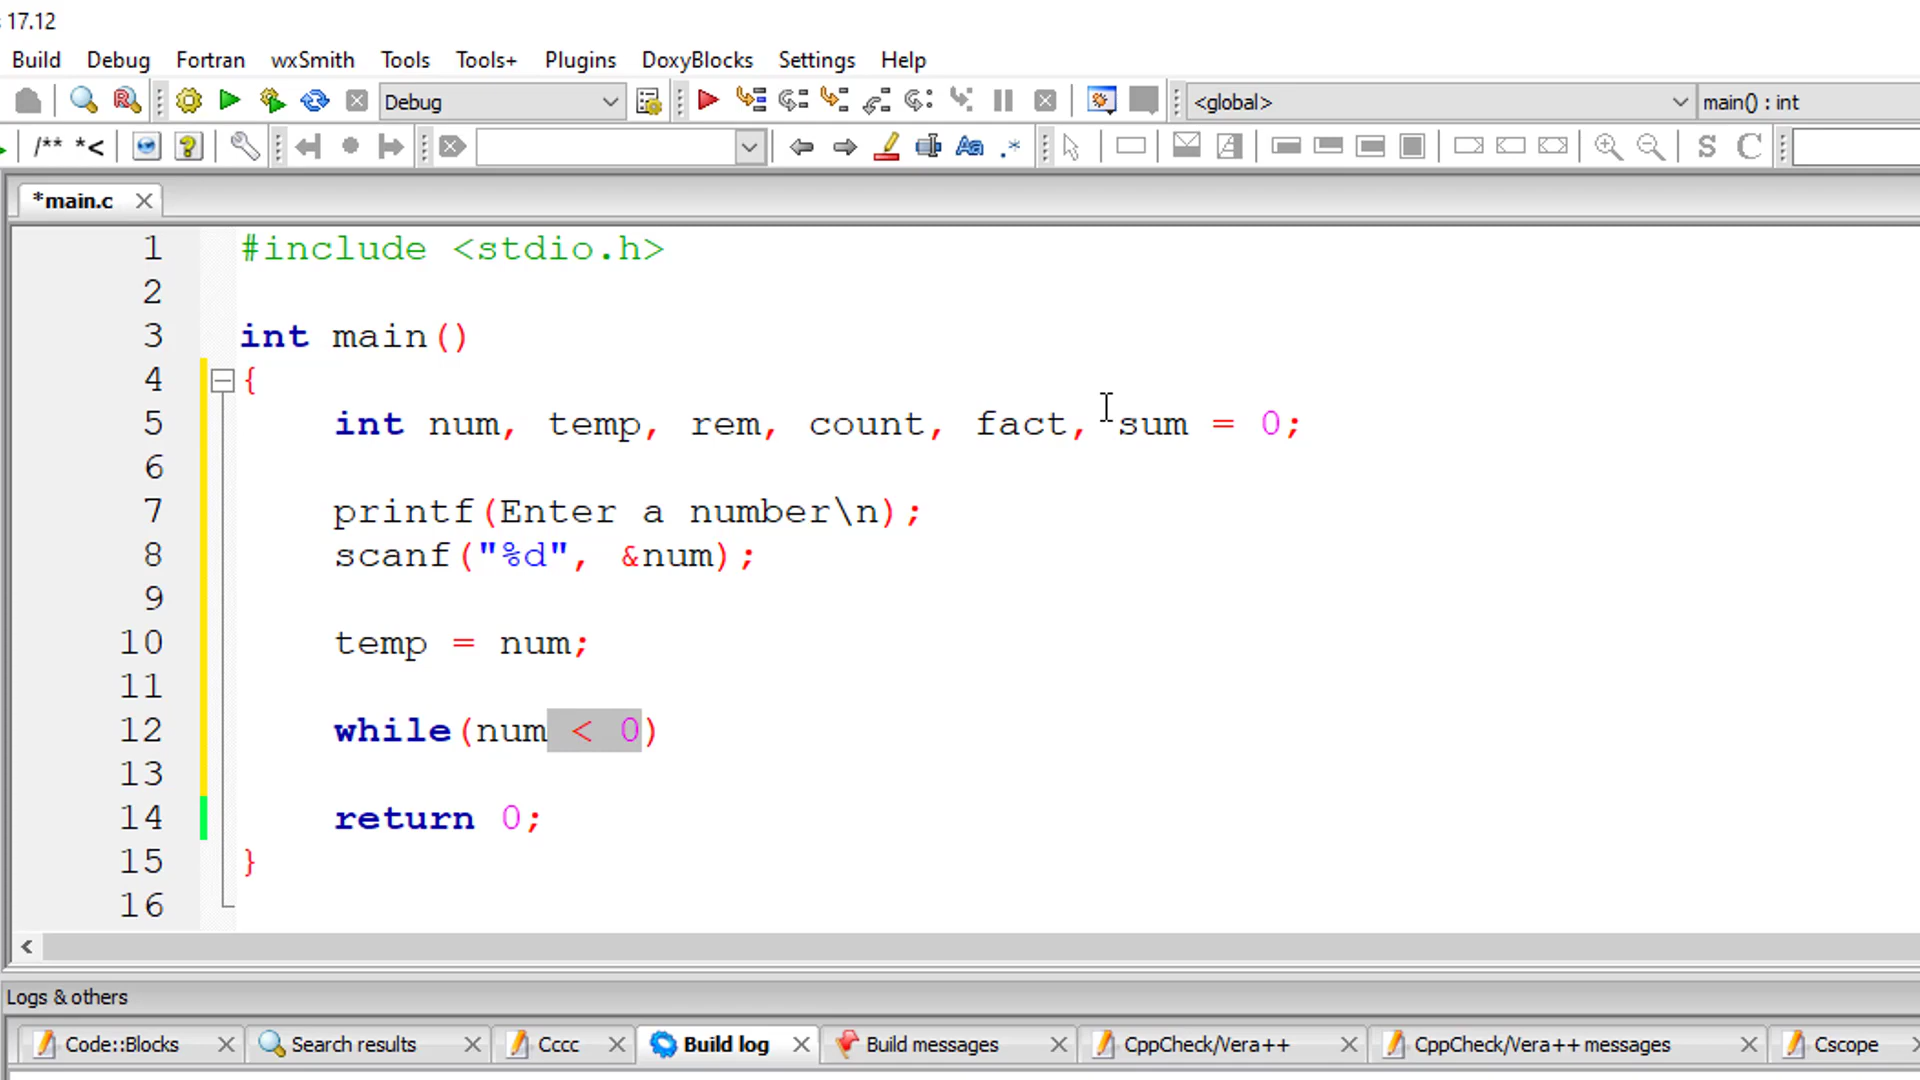 17.12
Build Debug Fortran wxSmith Tools Tools+ Plugins DoxyBlocks Settings Help
Debug <global> main() : int
/** *< Aa .* S C
*main.c
1 #include <stdio.h>
2
3 int main()
4 {
5 int num, temp, rem, count, fact, sum = 0;
6
7 printf(Enter a number\n);
8 scanf("%d", &num);
9
10 temp = num;
11
12 while(num < 0)
13
14 return 0;
15 }
16
Logs & others
Code::Blocks Search results Cccc Build log Build messages CppCheck/Vera++ CppCheck/Vera++ messages Cscope